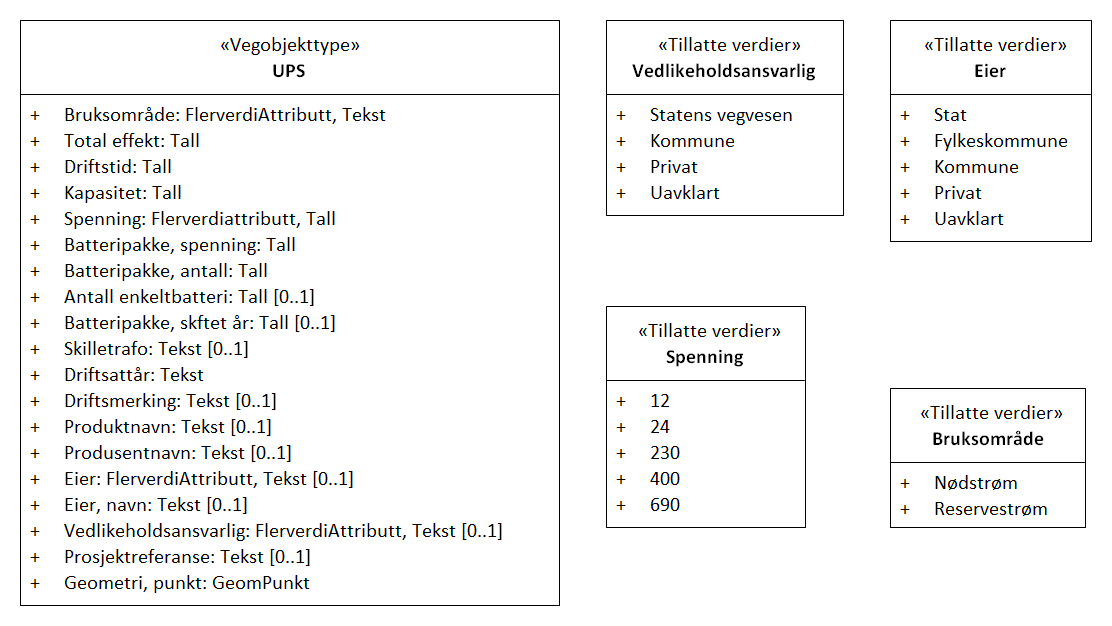 «Vegobjekttype»
UPS
+ Bruksområde: FlerverdiAttributt, Tekst
+ Total effekt: Tall
+ Driftstid: Tall
+ Kapasitet: Tall
+ Spenning: Flerverdiattributt, Tall
+ Batteripakke, spenning: Tall
+ Batteripakke, antall: Tall
+ Antall enkeltbatteri: Tall [0..1]
+ Batteripakke, skftet år: Tall [0..1]
+ Skilletrafo: Tekst [0..1]
+ Driftsattår: Tekst
+ Driftsmerking: Tekst [0..1]
+ Produktnavn: Tekst [0..1]
+ Produsentnavn: Tekst [0..1]
+ Eier: FlerverdiAttributt, Tekst [0..1]
+ Eier, navn: Tekst [0..1]
+ Vedlikeholdsansvarlig: FlerverdiAttributt, Tekst [0..1]
+ Prosjektreferanse: Tekst [0..1]
+ Geometri, punkt: GeomPunkt
«Tillatte verdier»
Vedlikeholdsansvarlig
+ Statens vegvesen
+ Kommune
+ Privat
+ Uavklart
«Tillatte verdier»
Eier
+ Stat
+ Fylkeskommune
+ Kommune
+ Privat
+ Uavklart
«Tillatte verdier»
Spenning
+ 12
+ 24
+ 230
+ 400
+ 690
«Tillatte verdier»
Bruksområde
+ Nødstrøm
+ Reservestrøm